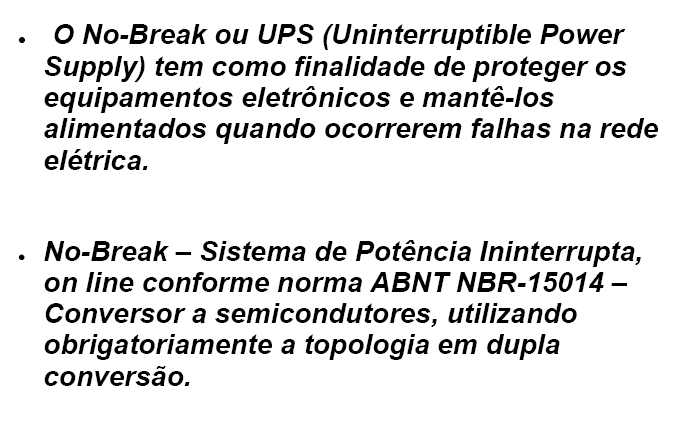 • O No-Break ou UPS (Uninterruptible Power
Supply) tem como finalidade de proteger os
equipamentos eletrônicos e mantê-los
alimentados quando ocorrerem falhas na rede
elétrica.
• No-Break – Sistema de Potência Ininterrupta,
on line conforme norma ABNT NBR-15014 –
Conversor a semicondutores, utilizando
obrigatoriamente a topologia em dupla
conversão.